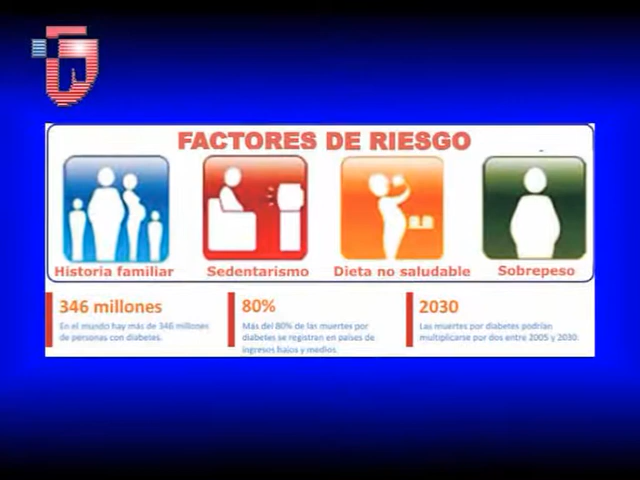 FACTORES DE RIESGO
Historia familiar
Sedentarismo
Dieta no saludable
Sobrepeso
346 millones
En el mundo hay más de 346 millones
de personas con diabetes.
80%
Más del 80% de las muertes por
diabetes se registran en países de
ingresos bajos y medios.
2030
Las muertes por diabetes podrían
multiplicarse por dos entre 2005 y 2030.